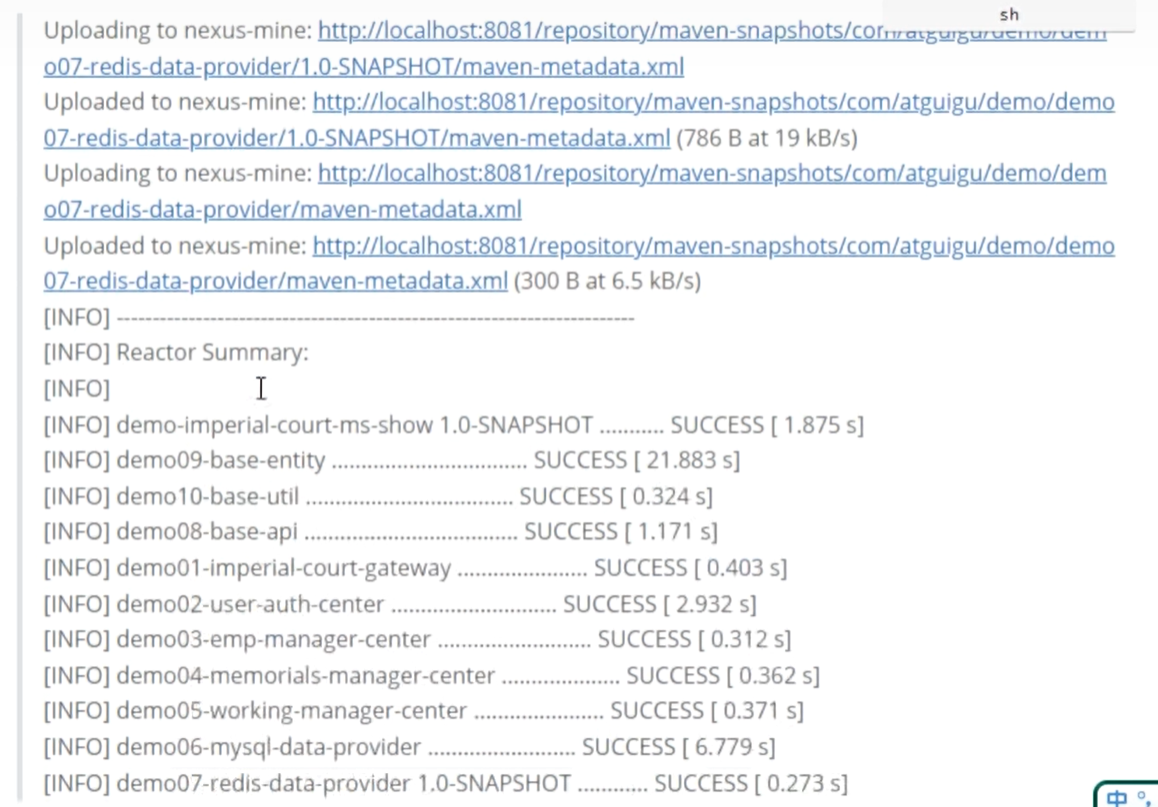 sh
Uploading to nexus-mine: http://localhost:8081/repository/maven-snapshots/com/atguigu/demo/dem
o07-redis-data-provider/1.0-SNAPSHOT/maven-metadata.xml
Uploaded to nexus-mine: http://localhost:8081/repository/maven-snapshots/com/atguigu/demo/demo
07-redis-data-provider/1.0-SNAPSHOT/maven-metadata.xml (786 B at 19 kB/s)
Uploading to nexus-mine: http://localhost:8081/repository/maven-snapshots/com/atguigu/demo/dem
o07-redis-data-provider/maven-metadata.xml
Uploaded to nexus-mine: http://localhost:8081/repository/maven-snapshots/com/atguigu/demo/demo
07-redis-data-provider/maven-metadata.xml (300 B at 6.5 kB/s)
[INFO] ------------------------------------------------------------------------
[INFO] Reactor Summary:
[INFO]
[INFO] demo-imperial-court-ms-show 1.0-SNAPSHOT ........... SUCCESS [ 1.875 s]
[INFO] demo09-base-entity ................................. SUCCESS [ 21.883 s]
[INFO] demo10-base-util ................................... SUCCESS [ 0.324 s]
[INFO] demo08-base-api .................................... SUCCESS [ 1.171 s]
[INFO] demo01-imperial-court-gateway ...................... SUCCESS [ 0.403 s]
[INFO] demo02-user-auth-center ............................ SUCCESS [ 2.932 s]
[INFO] demo03-emp-manager-center .......................... SUCCESS [ 0.312 s]
[INFO] demo04-memorials-manager-center .................... SUCCESS [ 0.362 s]
[INFO] demo05-working-manager-center ...................... SUCCESS [ 0.371 s]
[INFO] demo06-mysql-data-provider ......................... SUCCESS [ 6.779 s]
[INFO] demo07-redis-data-provider 1.0-SNAPSHOT ............ SUCCESS [ 0.273 s]
中 °,